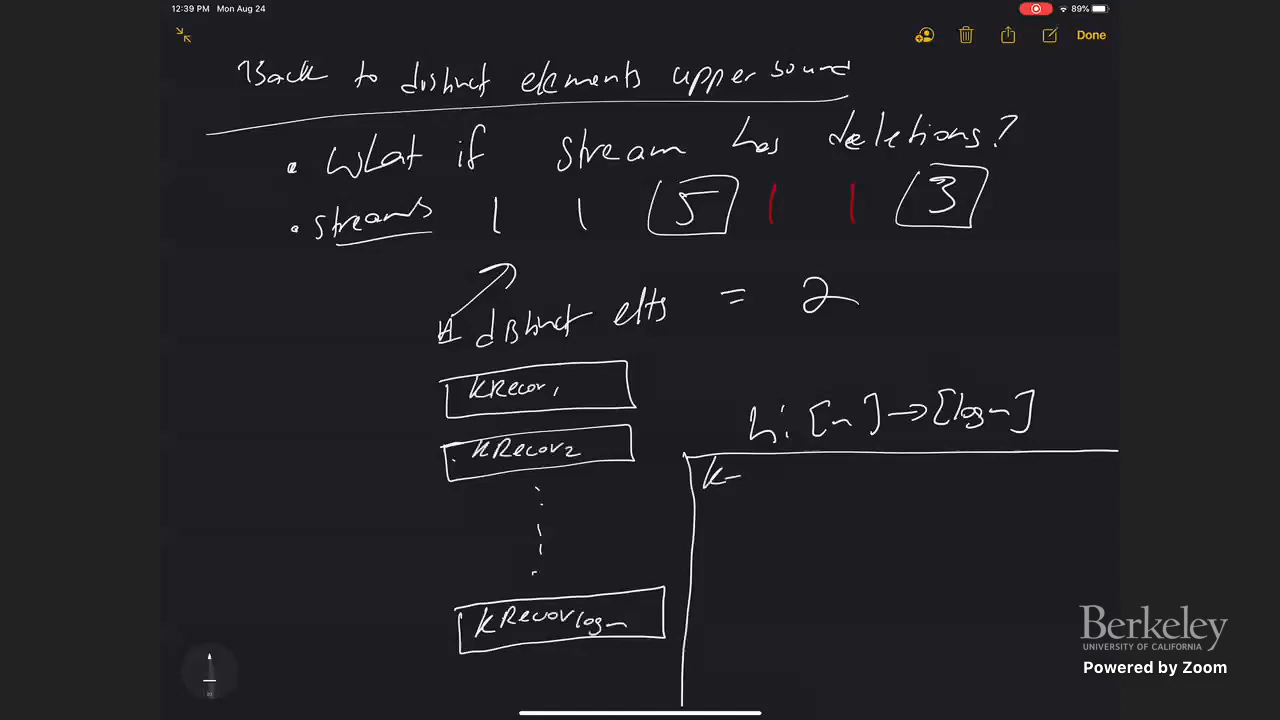 12:39 PM Mon Aug 24
89%
Done
Back to distinct elements upper bound
• What if stream has deletions?
• streams 1 1 5 1 1 3
# distinct elts = 2
kRecov1
kRecov2
h: [n] → [log n]
k-
kRecovlog n
Berkeley
UNIVERSITY OF CALIFORNIA
Powered by Zoom